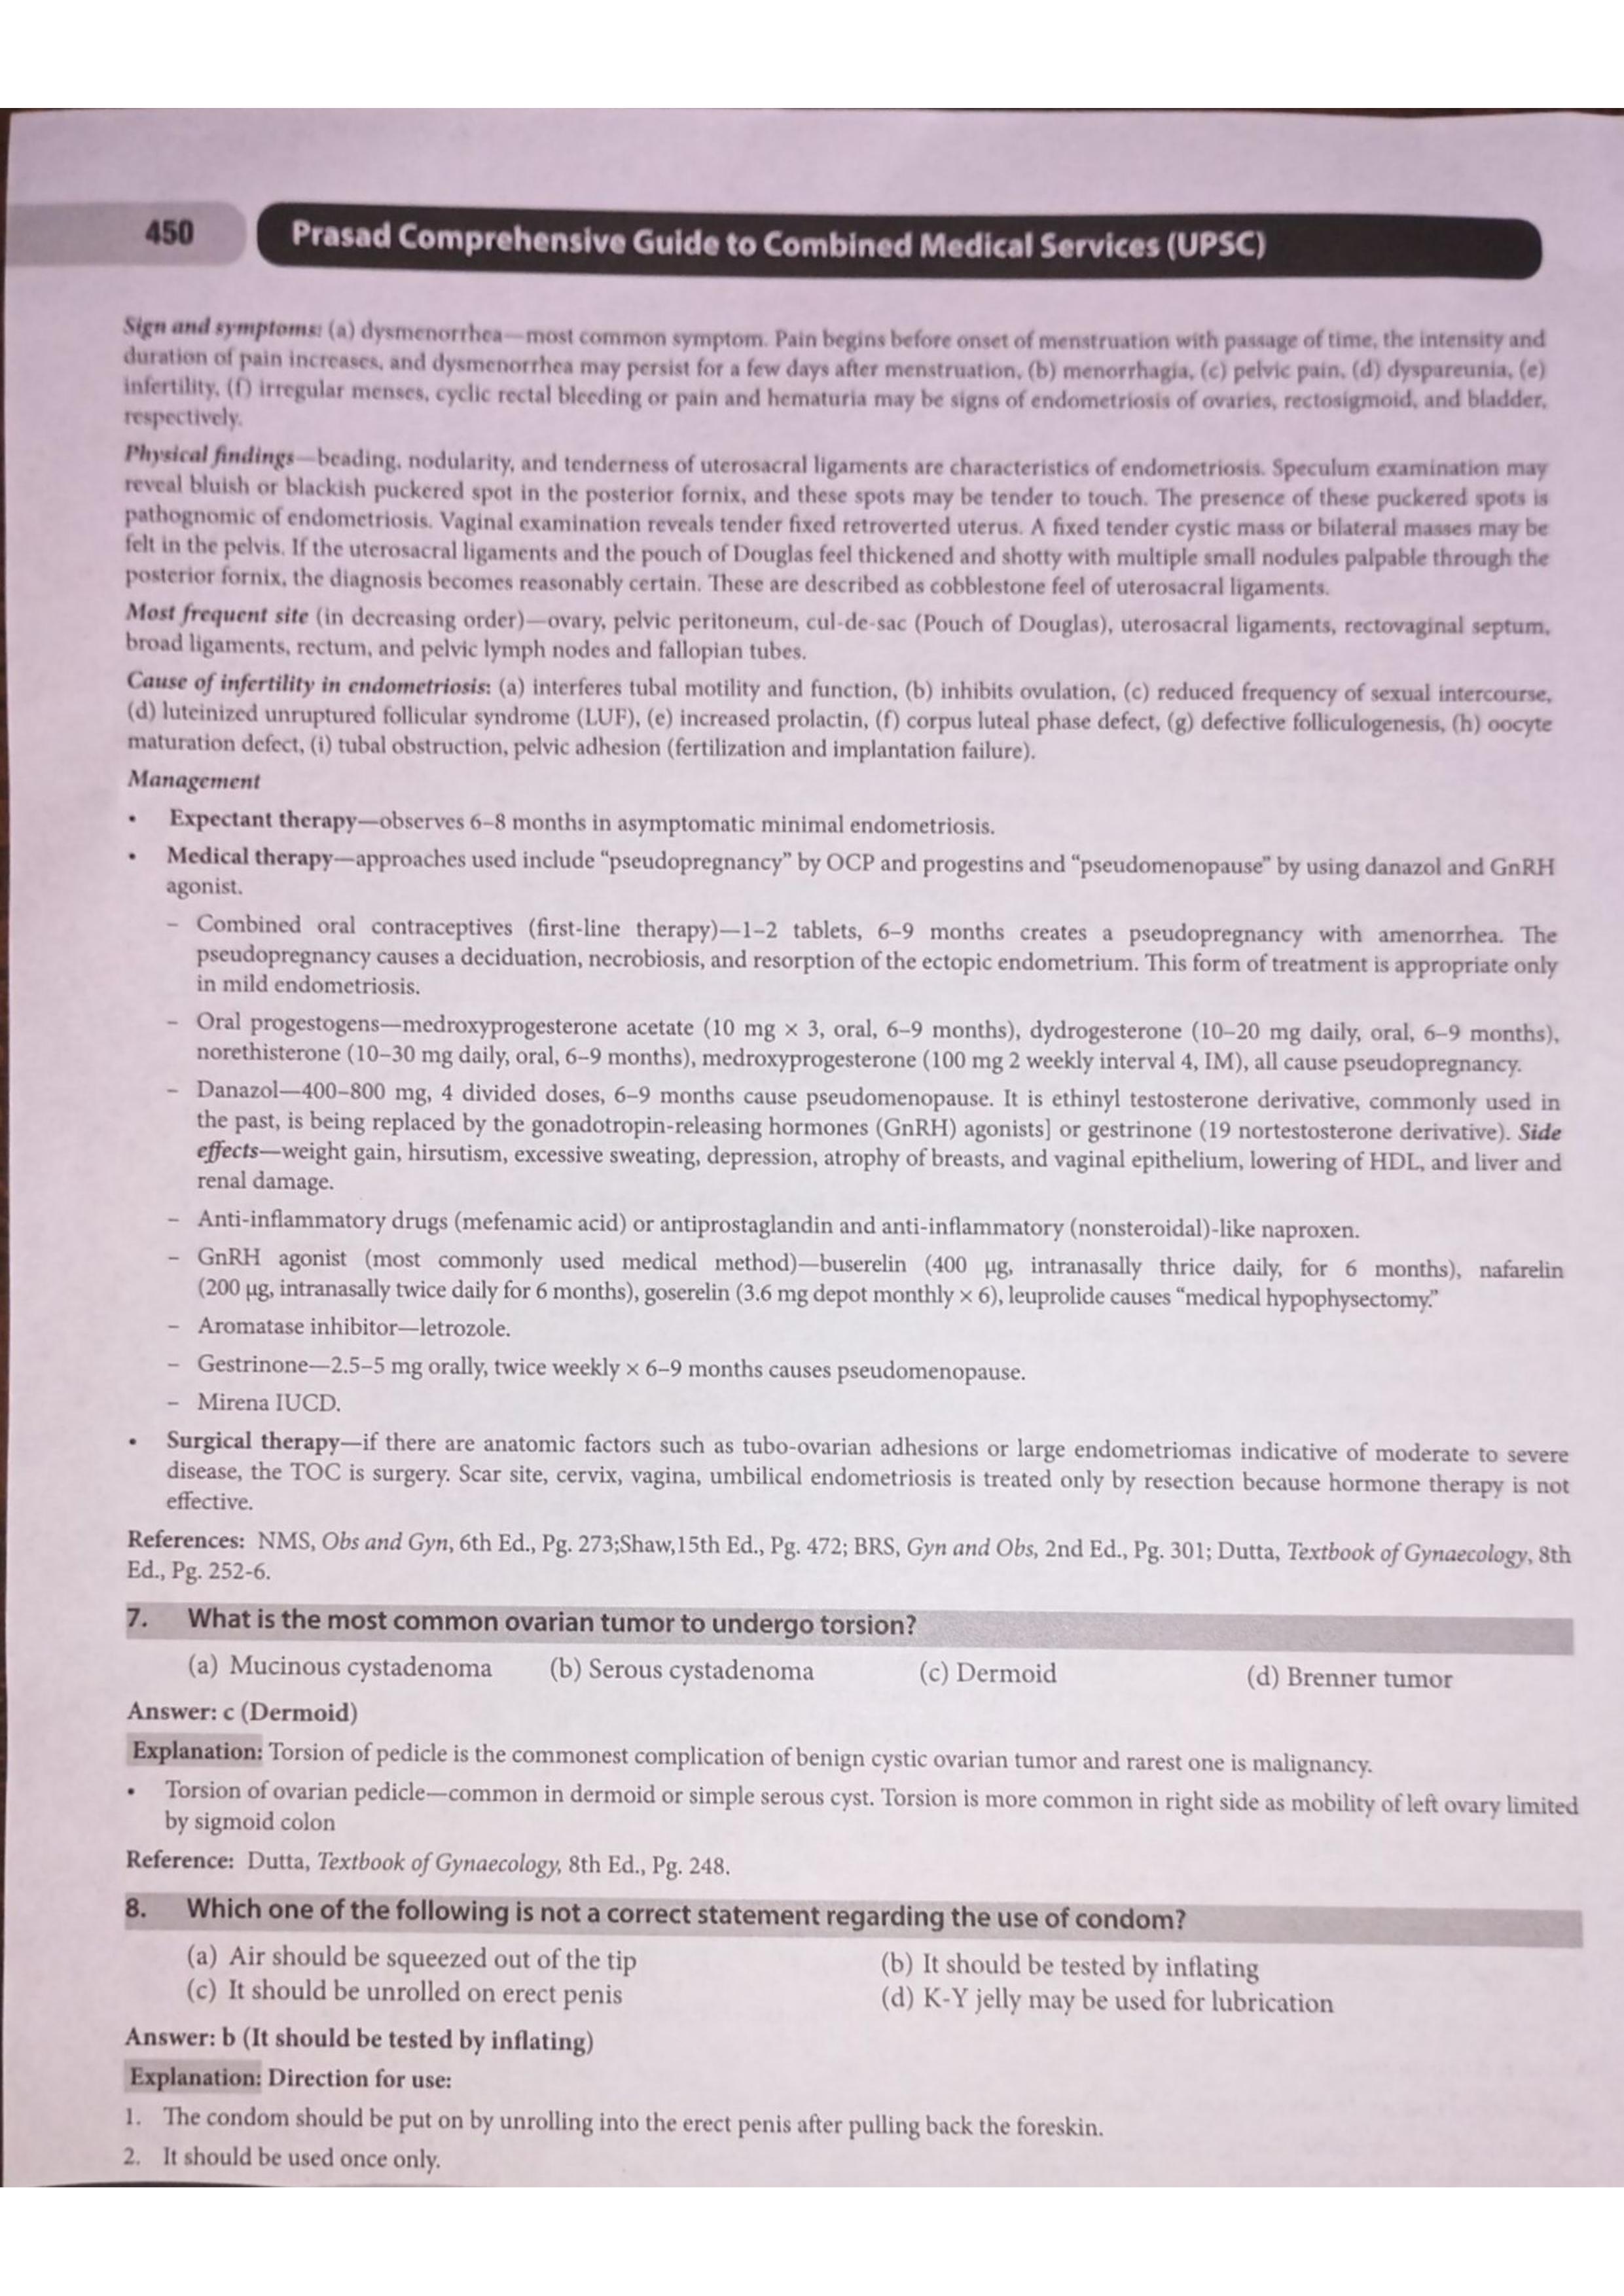 450
Prasad Comprehensive Guide to Combined Medical Services (UPSC)
Sign and symptoms: (a) dysmenorrhea—most common symptom. Pain begins before onset of menstruation with passage of time, the intensity and
duration of pain increases, and dysmenorrhea may persist for a few days after menstruation, (b) menorrhagia, (c) pelvic pain, (d) dyspareunia, (e)
infertility, (f) irregular menses, cyclic rectal bleeding or pain and hematuria may be signs of endometriosis of ovaries, rectosigmoid, and bladder,
respectively.
Physical findings—beading, nodularity, and tenderness of uterosacral ligaments are characteristics of endometriosis. Speculum examination may
reveal bluish or blackish puckered spot in the posterior fornix, and these spots may be tender to touch. The presence of these puckered spots is
pathognomic of endometriosis. Vaginal examination reveals tender fixed retroverted uterus. A fixed tender cystic mass or bilateral masses may be
felt in the pelvis. If the uterosacral ligaments and the pouch of Douglas feel thickened and shotty with multiple small nodules palpable through the
posterior fornix, the diagnosis becomes reasonably certain. These are described as cobblestone feel of uterosacral ligaments.
Most frequent site (in decreasing order)—ovary, pelvic peritoneum, cul-de-sac (Pouch of Douglas), uterosacral ligaments, rectovaginal septum,
broad ligaments, rectum, and pelvic lymph nodes and fallopian tubes.
Cause of infertility in endometriosis: (a) interferes tubal motility and function, (b) inhibits ovulation, (c) reduced frequency of sexual intercourse,
(d) luteinized unruptured follicular syndrome (LUF), (e) increased prolactin, (f) corpus luteal phase defect, (g) defective folliculogenesis, (h) oocyte
maturation defect, (i) tubal obstruction, pelvic adhesion (fertilization and implantation failure).
Management
• Expectant therapy—observes 6–8 months in asymptomatic minimal endometriosis.
• Medical therapy—approaches used include “pseudopregnancy” by OCP and progestins and “pseudomenopause” by using danazol and GnRH
agonist.
– Combined oral contraceptives (first-line therapy)—1–2 tablets, 6–9 months creates a pseudopregnancy with amenorrhea. The
pseudopregnancy causes a deciduation, necrobiosis, and resorption of the ectopic endometrium. This form of treatment is appropriate only
in mild endometriosis.
– Oral progestogens—medroxyprogesterone acetate (10 mg × 3, oral, 6–9 months), dydrogesterone (10–20 mg daily, oral, 6–9 months),
norethisterone (10–30 mg daily, oral, 6–9 months), medroxyprogesterone (100 mg 2 weekly interval 4, IM), all cause pseudopregnancy.
– Danazol—400–800 mg, 4 divided doses, 6–9 months cause pseudomenopause. It is ethinyl testosterone derivative, commonly used in
the past, is being replaced by the gonadotropin-releasing hormones (GnRH) agonists] or gestrinone (19 nortestosterone derivative). Side
effects—weight gain, hirsutism, excessive sweating, depression, atrophy of breasts, and vaginal epithelium, lowering of HDL, and liver and
renal damage.
– Anti-inflammatory drugs (mefenamic acid) or antiprostaglandin and anti-inflammatory (nonsteroidal)-like naproxen.
– GnRH agonist (most commonly used medical method)—buserelin (400 µg, intranasally thrice daily, for 6 months), nafarelin
(200 µg, intranasally twice daily for 6 months), goserelin (3.6 mg depot monthly × 6), leuprolide causes “medical hypophysectomy.”
– Aromatase inhibitor—letrozole.
– Gestrinone—2.5–5 mg orally, twice weekly × 6–9 months causes pseudomenopause.
– Mirena IUCD.
• Surgical therapy—if there are anatomic factors such as tubo-ovarian adhesions or large endometriomas indicative of moderate to severe
disease, the TOC is surgery. Scar site, cervix, vagina, umbilical endometriosis is treated only by resection because hormone therapy is not
effective.
References: NMS, Obs and Gyn, 6th Ed., Pg. 273;Shaw,15th Ed., Pg. 472; BRS, Gyn and Obs, 2nd Ed., Pg. 301; Dutta, Textbook of Gynaecology, 8th
Ed., Pg. 252-6.
7. What is the most common ovarian tumor to undergo torsion?
(a) Mucinous cystadenoma (b) Serous cystadenoma (c) Dermoid (d) Brenner tumor
Answer: c (Dermoid)
Explanation: Torsion of pedicle is the commonest complication of benign cystic ovarian tumor and rarest one is malignancy.
• Torsion of ovarian pedicle—common in dermoid or simple serous cyst. Torsion is more common in right side as mobility of left ovary limited
by sigmoid colon
Reference: Dutta, Textbook of Gynaecology, 8th Ed., Pg. 248.
8. Which one of the following is not a correct statement regarding the use of condom?
(a) Air should be squeezed out of the tip (b) It should be tested by inflating
(c) It should be unrolled on erect penis (d) K-Y jelly may be used for lubrication
Answer: b (It should be tested by inflating)
Explanation: Direction for use:
1. The condom should be put on by unrolling into the erect penis after pulling back the foreskin.
2. It should be used once only.